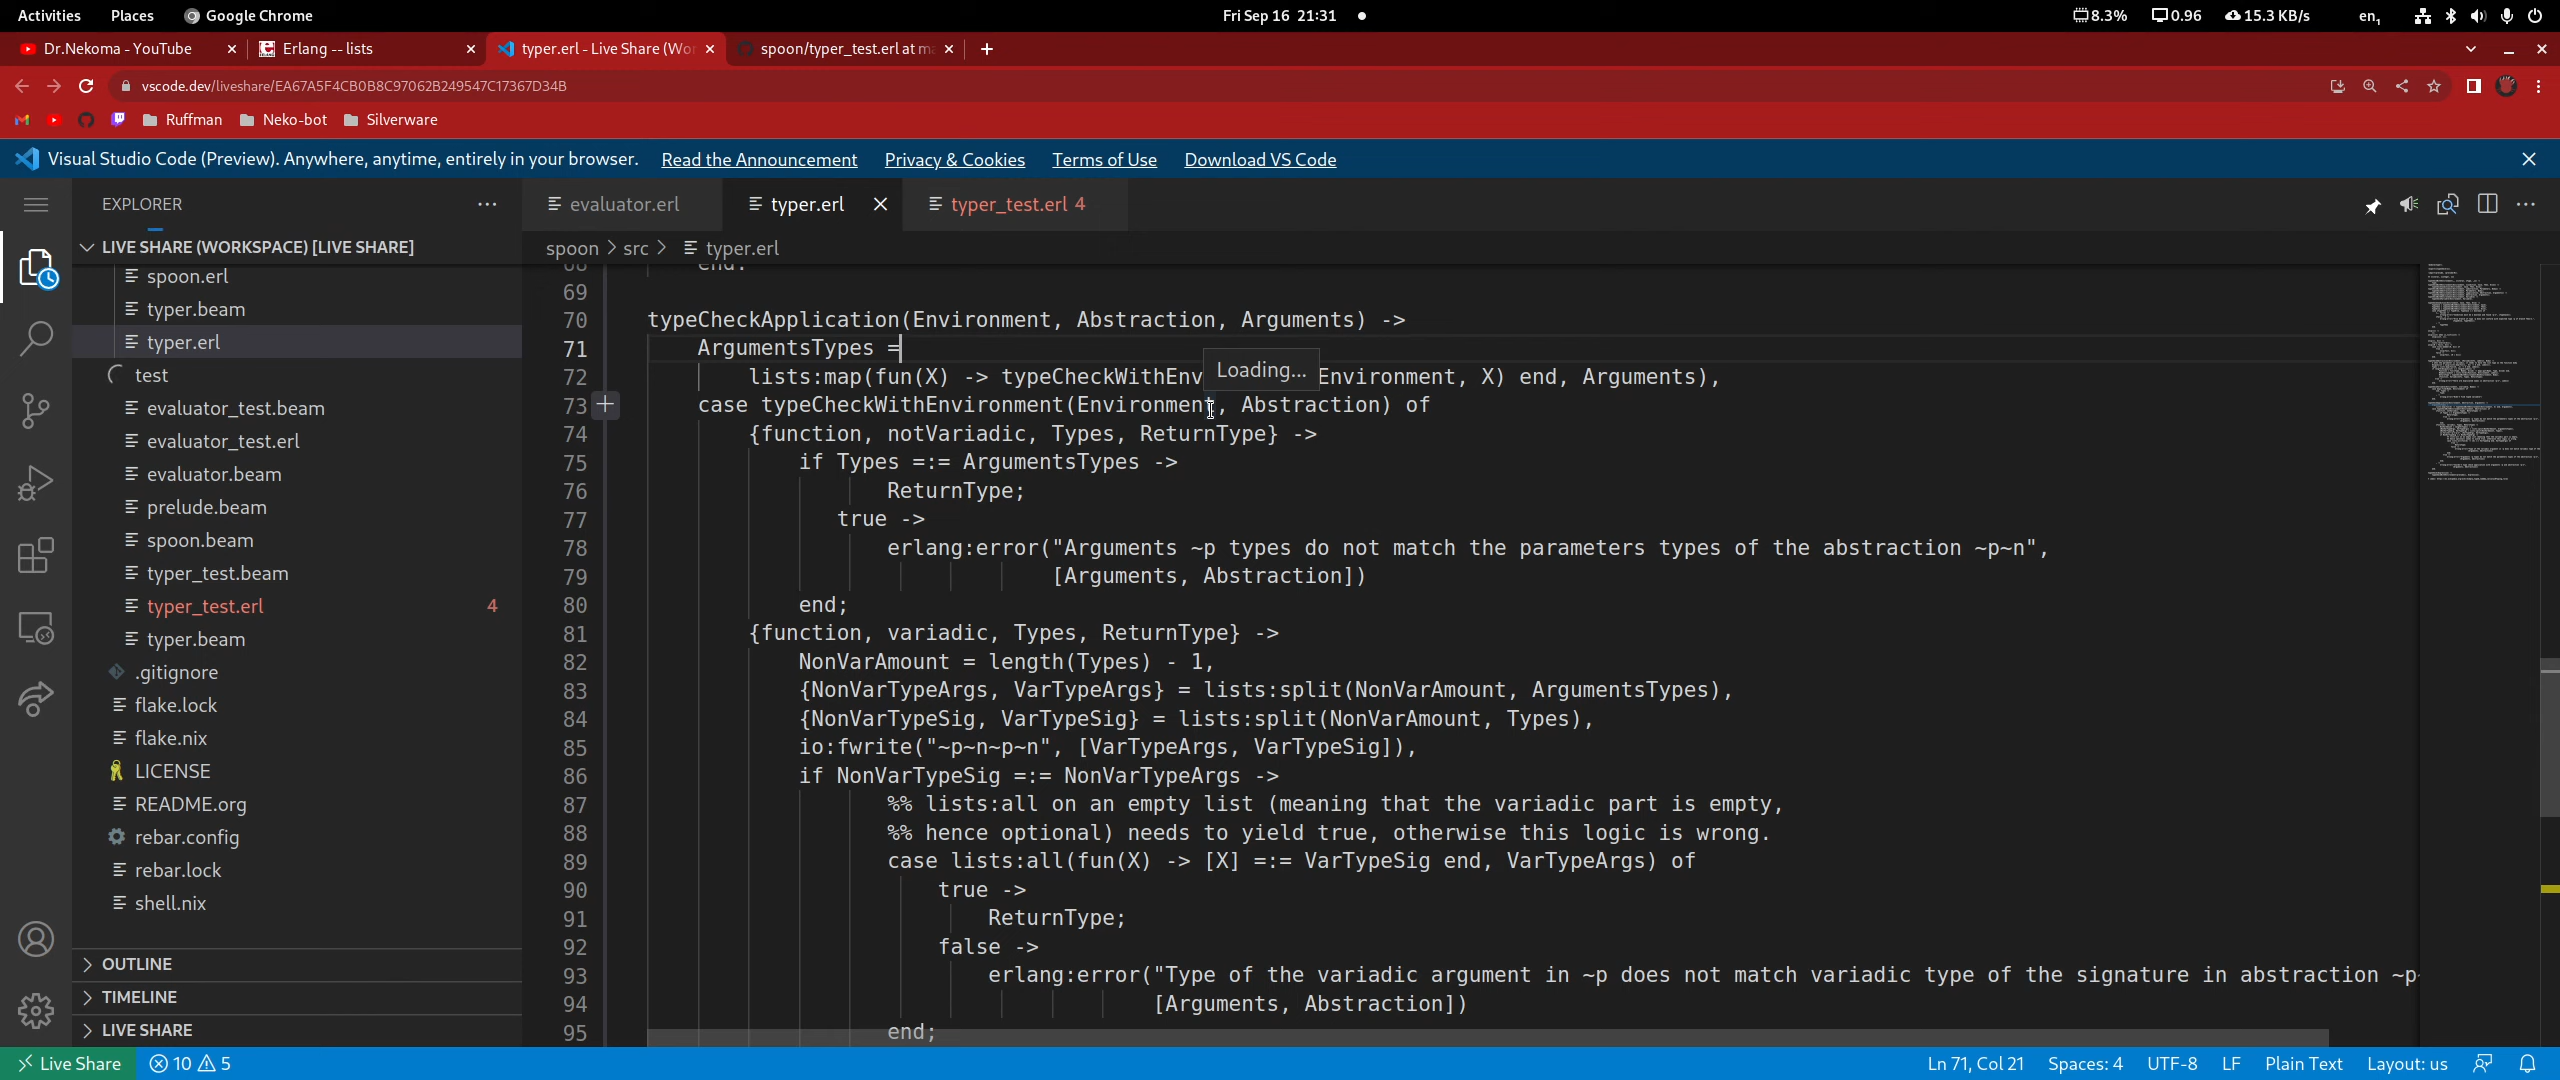 Activities Places Google Chrome Fri Sep 16 21:31 8.3% 0.96 15.3 KB/s en₁
Dr.Nekoma - YouTube Erlang -- lists typer.erl - Live Share (Wor spoon/typer_test.erl at m
vscode.dev/liveshare/EA67A5F4CB0B8C97062B249547C17367D34B
Ruffman Neko-bot Silverware
Visual Studio Code (Preview). Anywhere, anytime, entirely in your browser. Read the Announcement Privacy & Cookies Terms of Use Download VS Code
EXPLORER
evaluator.erl typer.erl typer_test.erl 4
LIVE SHARE (WORKSPACE) [LIVE SHARE]
spoon > src > typer.erl
spoon.erl
typer.beam
typer.erl
test
evaluator_test.beam
evaluator_test.erl
evaluator.beam
prelude.beam
spoon.beam
typer_test.beam
typer_test.erl 4
typer.beam
.gitignore
flake.lock
flake.nix
LICENSE
README.org
rebar.config
rebar.lock
shell.nix
OUTLINE
TIMELINE
LIVE SHARE
68 end.
69
70 typeCheckApplication(Environment, Abstraction, Arguments) ->
71 ArgumentsTypes =
Loading...
72 lists:map(fun(X) -> typeCheckWithEnv Environment, X) end, Arguments),
73 case typeCheckWithEnvironment(Environment, Abstraction) of
74 {function, notVariadic, Types, ReturnType} ->
75 if Types =:= ArgumentsTypes ->
76 ReturnType;
77 true ->
78 erlang:error("Arguments ~p types do not match the parameters types of the abstraction ~p~n",
79 [Arguments, Abstraction])
80 end;
81 {function, variadic, Types, ReturnType} ->
82 NonVarAmount = length(Types) - 1,
83 {NonVarTypeArgs, VarTypeArgs} = lists:split(NonVarAmount, ArgumentsTypes),
84 {NonVarTypeSig, VarTypeSig} = lists:split(NonVarAmount, Types),
85 io:fwrite("~p~n~p~n", [VarTypeArgs, VarTypeSig]),
86 if NonVarTypeSig =:= NonVarTypeArgs ->
87 %% lists:all on an empty list (meaning that the variadic part is empty,
88 %% hence optional) needs to yield true, otherwise this logic is wrong.
89 case lists:all(fun(X) -> [X] =:= VarTypeSig end, VarTypeArgs) of
90 true ->
91 ReturnType;
92 false ->
93 erlang:error("Type of the variadic argument in ~p does not match variadic type of the signature in abstraction ~p~
94 [Arguments, Abstraction])
95 end;
Live Share 10 5 Ln 71, Col 21 Spaces: 4 UTF-8 LF Plain Text Layout: us